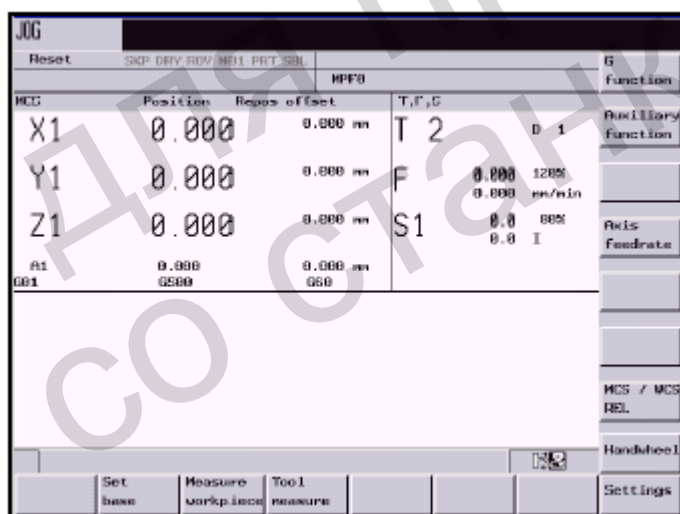 JOG
Reset SKP DRY ROV M01 PRT SBL
MPF0
G function
MCS Position Repos offset T,F,S
Auxiliary function
X1 0.000 0.000 mm T 2 D 1
Y1 0.000 0.000 mm F 0.000 120%
0.000 mm/min
Z1 0.000 0.000 mm S1 0.0 80%
0.0 I
Axis feedrate
A1 0.000 0.000 mm
G01 G500 G60
MCS / WCS
REL
Handwheel
Set base
Measure workpiece
Tool measure
Settings
ДЛЯ
СО СТАНК